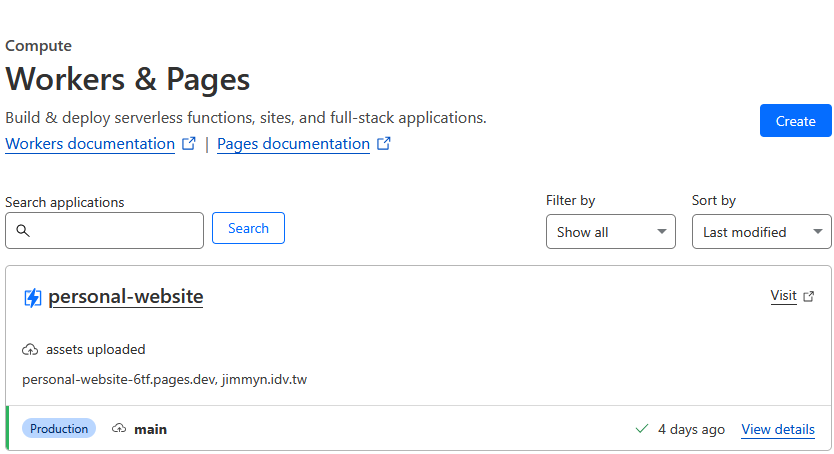 Compute
Workers & Pages
Build & deploy serverless functions, sites, and full-stack applications.
Workers documentation | Pages documentation
Create
Search applications
Search
Filter by
Show all
Sort by
Last modified
personal-website
Visit
assets uploaded
personal-website-6tf.pages.dev, jimmyn.idv.tw
Production main 4 days ago View details